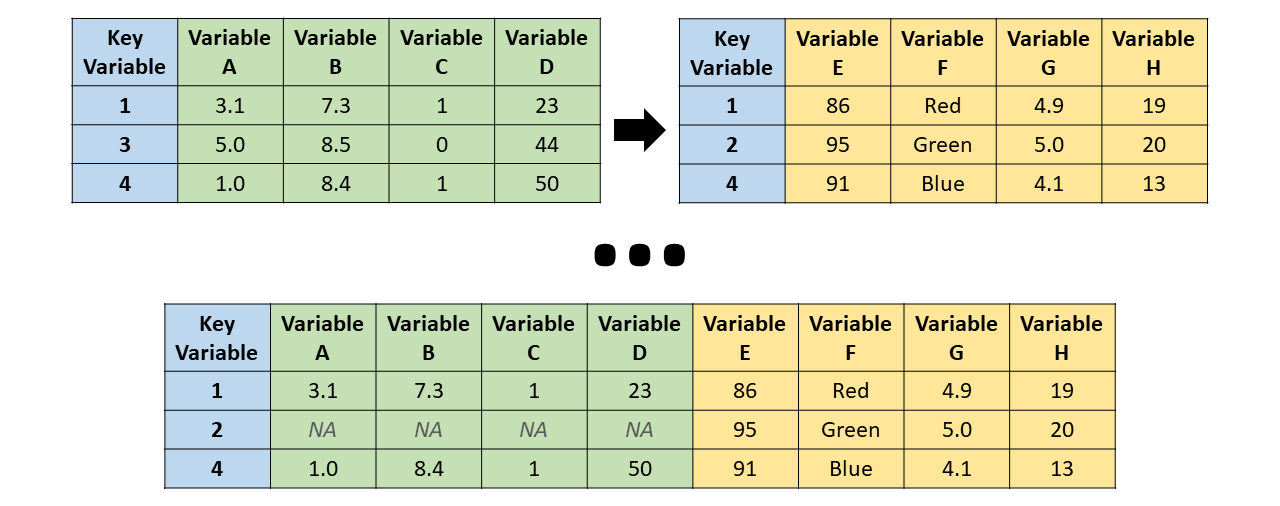 Key Variable Variable Variable Variable Variable
Variable A B C D
1 3.1 7.3 1 23
3 5.0 8.5 0 44
4 1.0 8.4 1 50
Key Variable Variable Variable Variable Variable
Variable E F G H
1 86 Red 4.9 19
2 95 Green 5.0 20
4 91 Blue 4.1 13
Key Variable Variable Variable Variable Variable Variable Variable Variable
Variable A B C D E F G H
1 3.1 7.3 1 23 86 Red 4.9 19
2 NA NA NA NA 95 Green 5.0 20
4 1.0 8.4 1 50 91 Blue 4.1 13